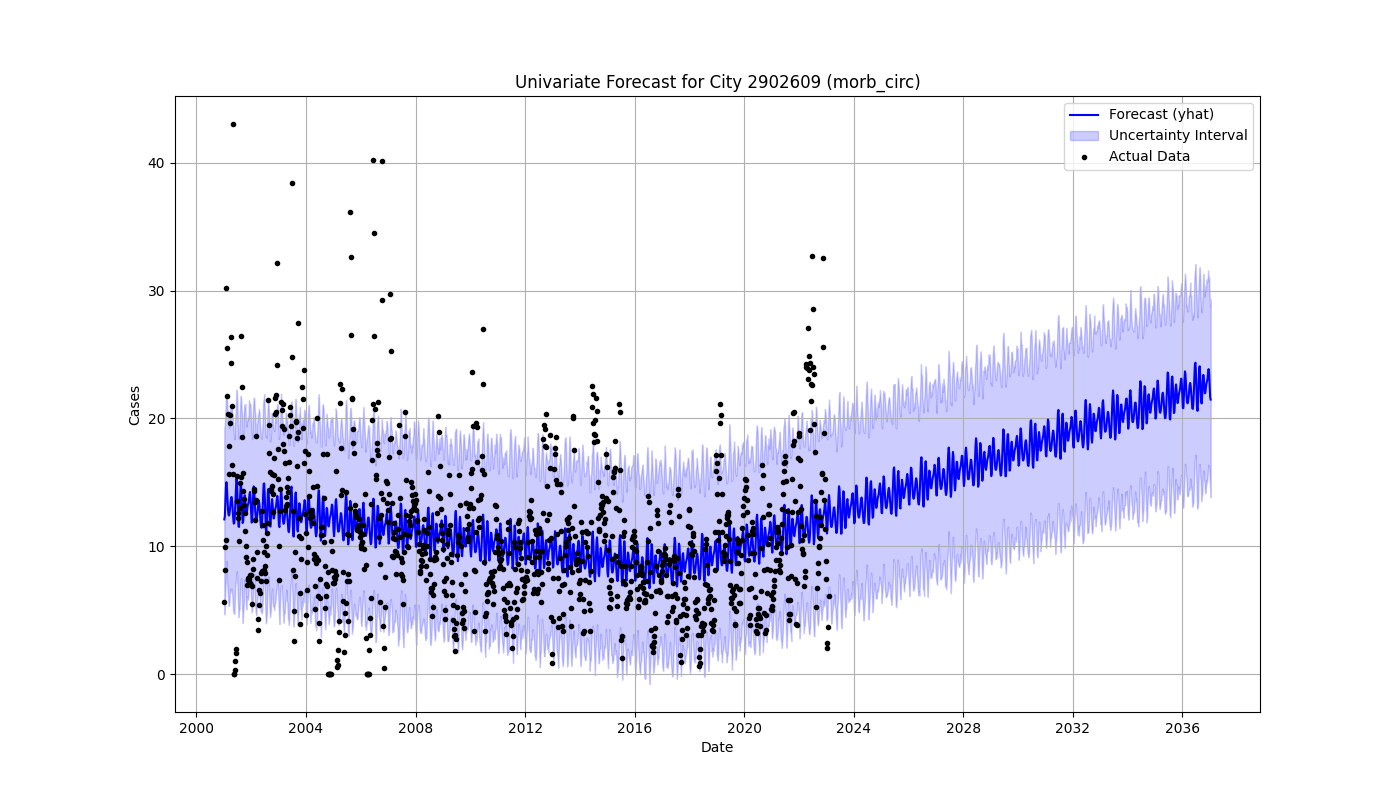 Univariate Forecast for City 2902609 (morb_circ)
Forecast (yhat)
Uncertainty Interval
Actual Data
Cases
40
30
20
10
0
2000 2004 2008 2012 2016 2020 2024 2028 2032 2036
Date